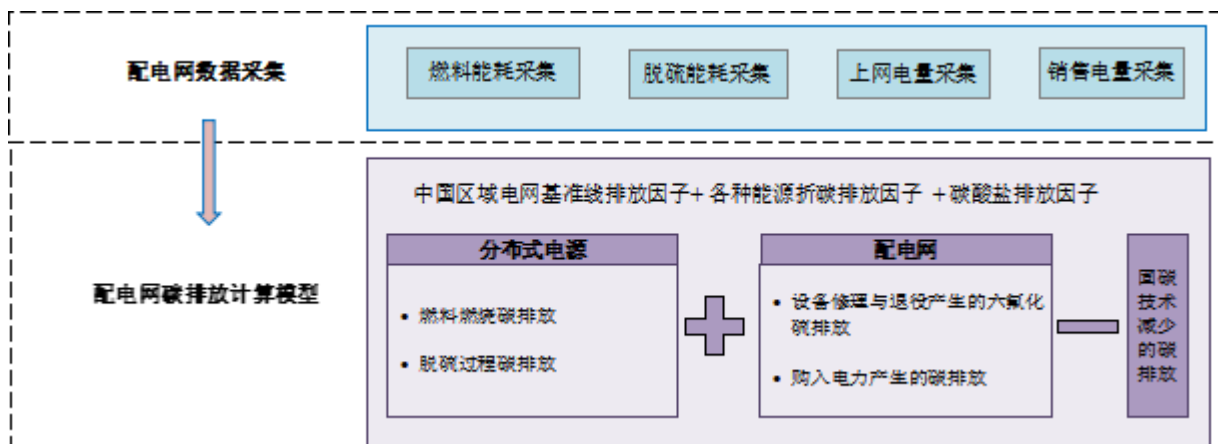 配电网数据采集
燃料能耗采集
脱硫能耗采集
上网电量采集
销售电量采集
中国区域电网基准线排放因子+ 各种能源折碳排放因子 +碳酸盐排放因子
配电网碳排放计算模型
分布式电源
• 燃料燃烧碳排放
• 脱硫过程碳排放
配电网
• 设备修理与退役产生的六氟化
硫排放
• 购入电力产生的碳排放
固碳
技术
减少
的碳
排放